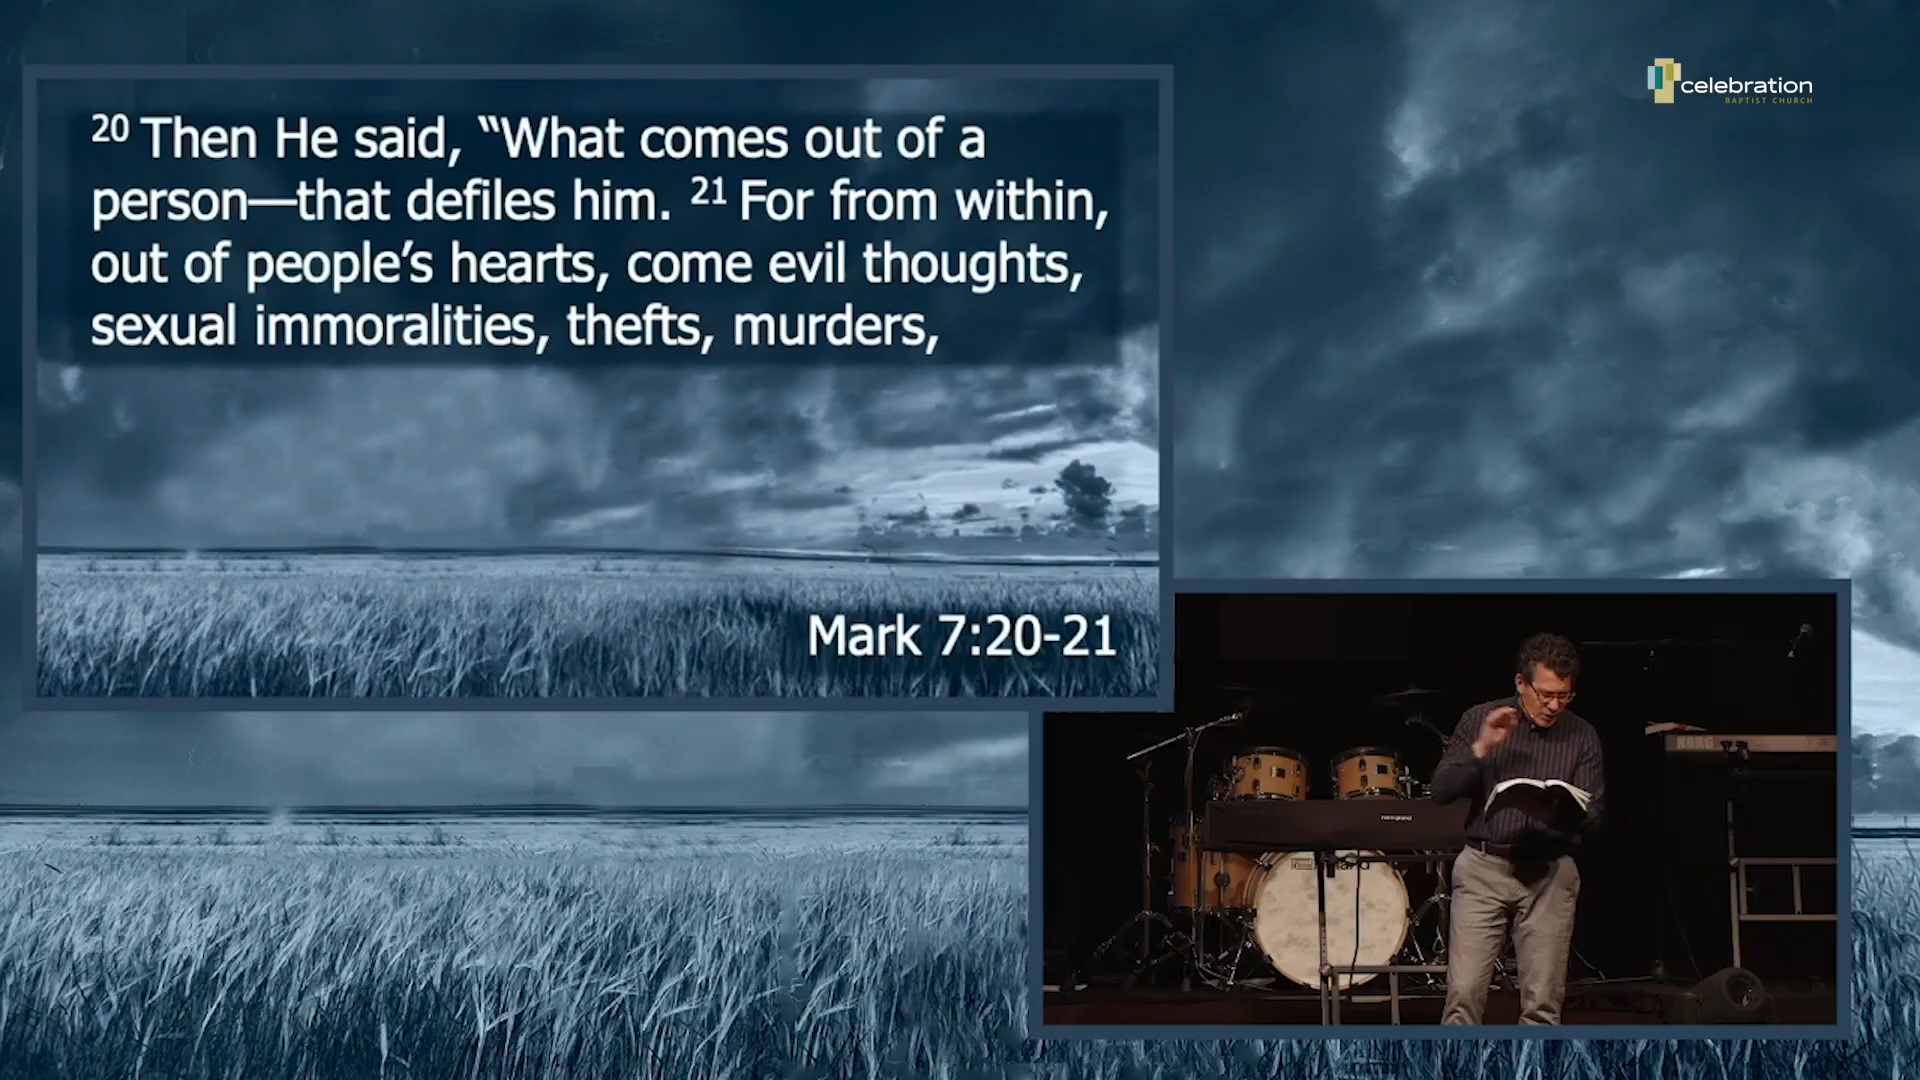 celebration
BAPTIST CHURCH
20 Then He said, “What comes out of a
person—that defiles him. 21 For from within,
out of people’s hearts, come evil thoughts,
sexual immoralities, thefts, murders,
Mark 7:20-21
KORG